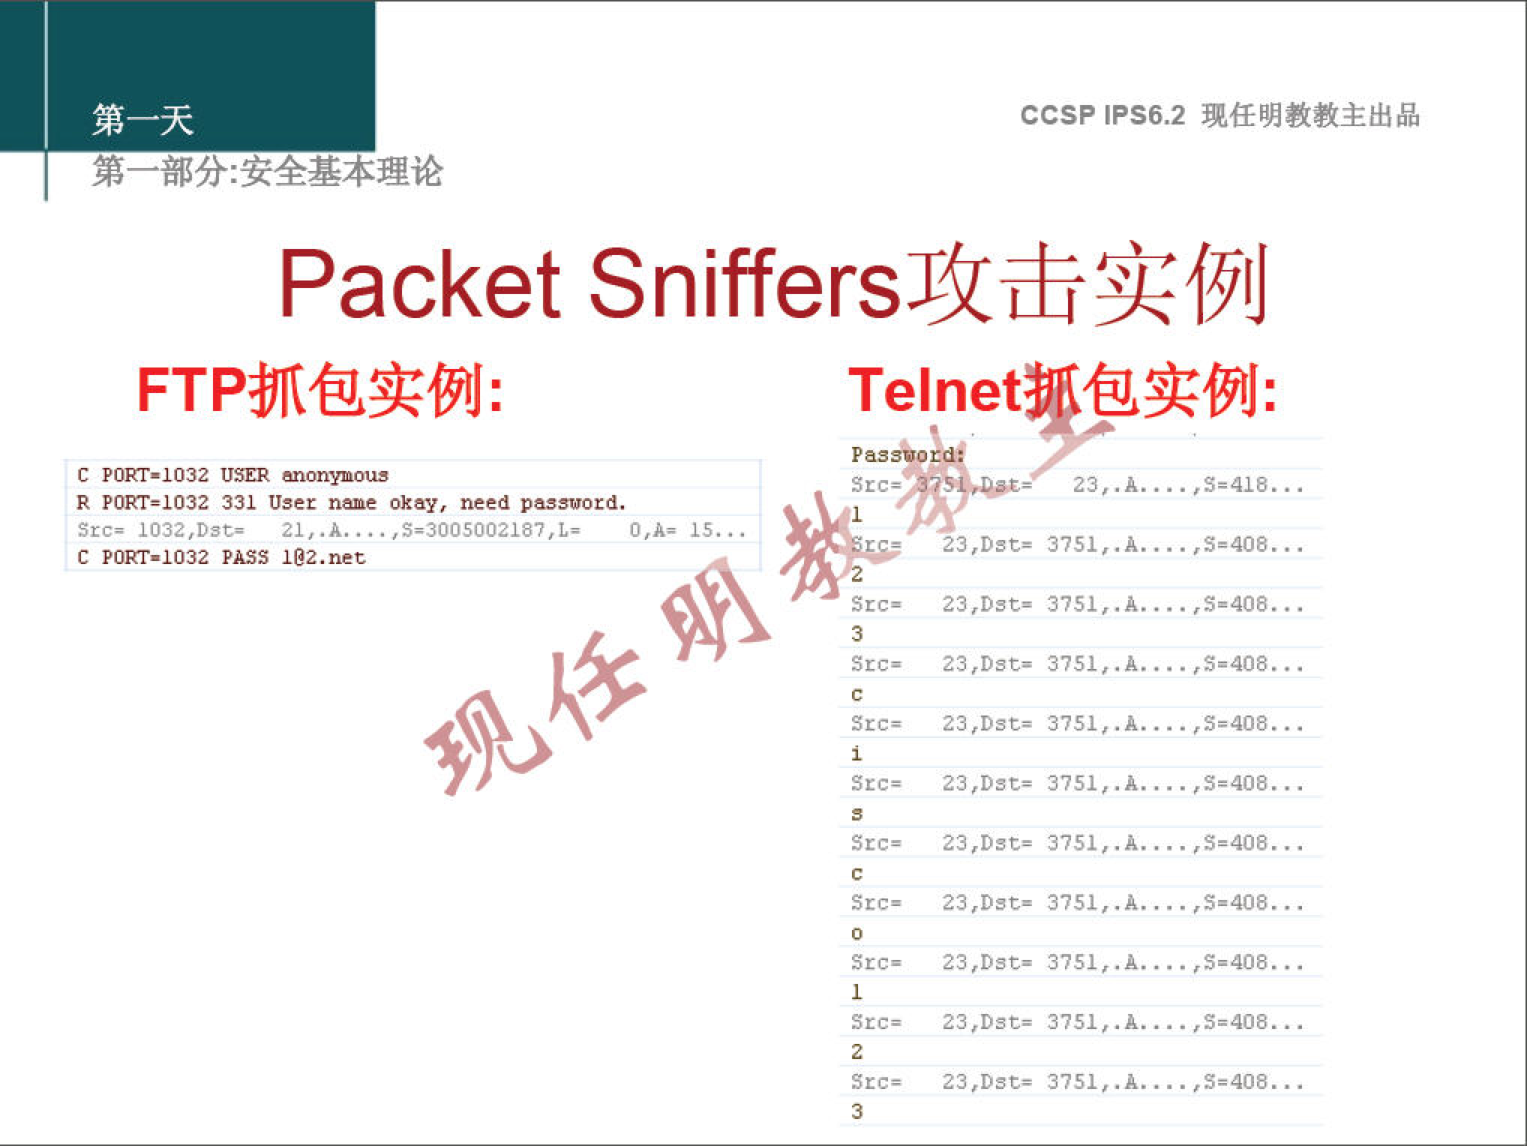 第一天
CCSP IPS6.2 现任明教教主出品
第一部分:安全基本理论
Packet Sniffers攻击实例
FTP抓包实例:
C PORT=1032 USER anonymous
R PORT=1032 331 User name okay, need password.
Src= 1032,Dst= 21,.A....,S=3005002187,L= 0,A= 15...
C PORT=1032 PASS 1@2.net
Telnet抓包实例:
Password:
Src= 3751,Dst= 23,.A....,S=418...
1
Src= 23,Dst= 3751,.A....,S=408...
2
Src= 23,Dst= 3751,.A....,S=408...
3
Src= 23,Dst= 3751,.A....,S=408...
c
Src= 23,Dst= 3751,.A....,S=408...
i
Src= 23,Dst= 3751,.A....,S=408...
s
Src= 23,Dst= 3751,.A....,S=408...
c
Src= 23,Dst= 3751,.A....,S=408...
o
Src= 23,Dst= 3751,.A....,S=408...
1
Src= 23,Dst= 3751,.A....,S=408...
2
Src= 23,Dst= 3751,.A....,S=408...
3
现任明教教主